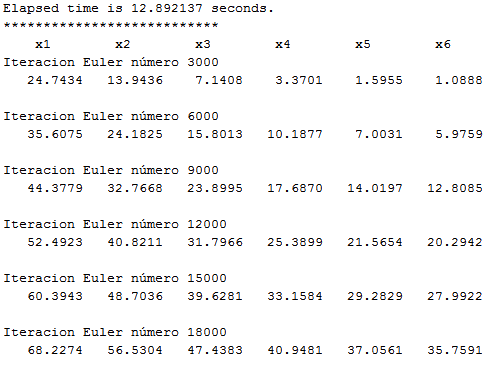 Elapsed time is 12.892137 seconds.
***************************
x1 x2 x3 x4 x5 x6
Iteracion Euler número 3000
24.7434 13.9436 7.1408 3.3701 1.5955 1.0888
Iteracion Euler número 6000
35.6075 24.1825 15.8013 10.1877 7.0031 5.9759
Iteracion Euler número 9000
44.3779 32.7668 23.8995 17.6870 14.0197 12.8085
Iteracion Euler número 12000
52.4923 40.8211 31.7966 25.3899 21.5654 20.2942
Iteracion Euler número 15000
60.3943 48.7036 39.6281 33.1584 29.2829 27.9922
Iteracion Euler número 18000
68.2274 56.5304 47.4383 40.9481 37.0561 35.7591